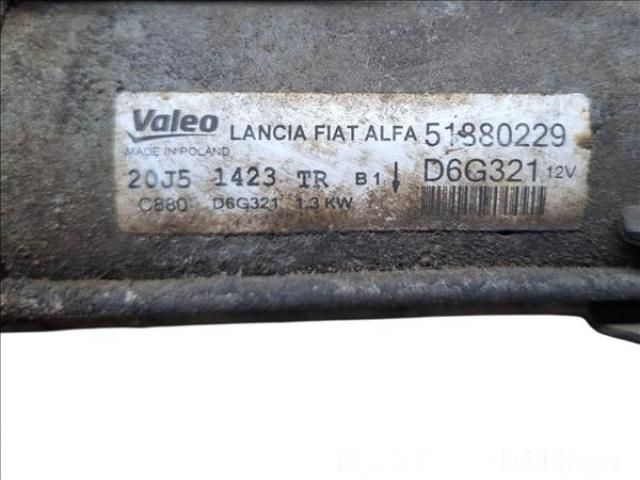 Valeo LANCIA FIAT ALFA 51880229
MADE IN POLAND
D6G321 12V
20J5 1423 TR B1↓
C880 D6G321 1.3 KW